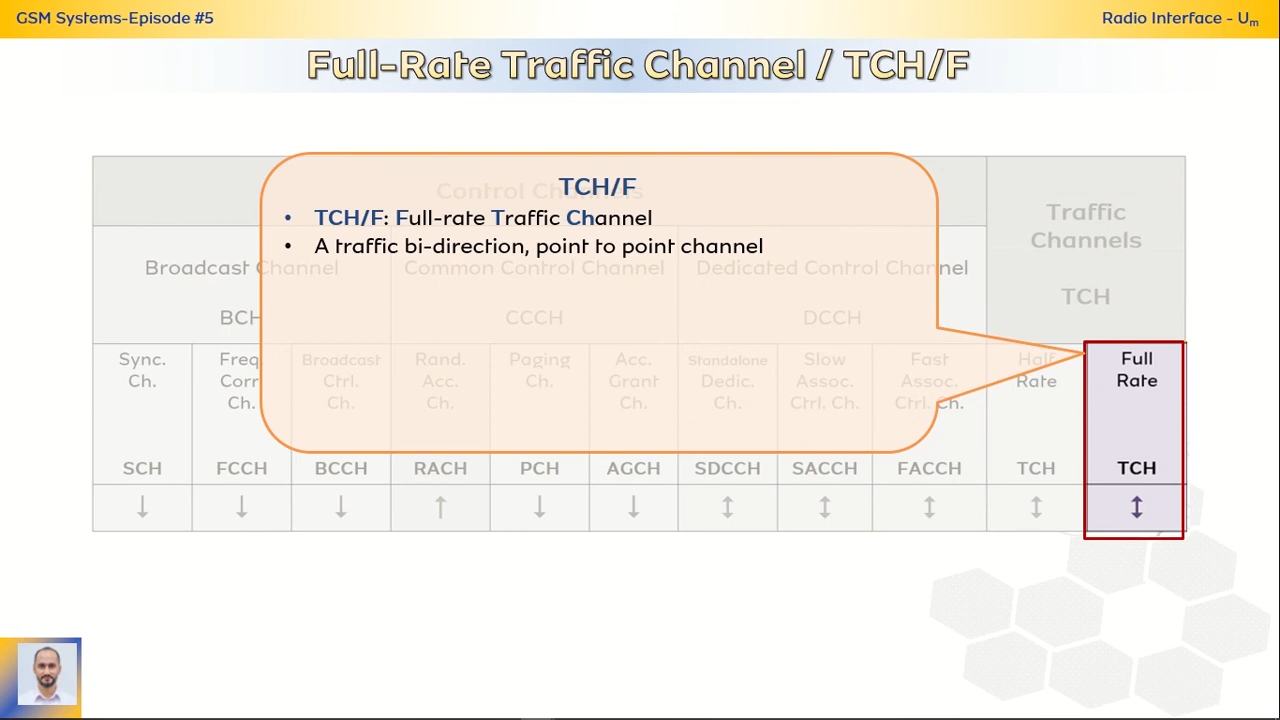 GSM Systems-Episode #5
Radio Interface - Um
Full-Rate Traffic Channel / TCH/F
Control Channels
TCH/F
• TCH/F: Full-rate Traffic Channel
• A traffic bi-direction, point to point channel
Traffic
Channels
TCH
Broadcast Channel
BCH
Common Control Channel
CCCH
Dedicated Control Channel
DCCH
Sync.
Ch.
SCH
↓
Freq.
Corr.
Ch.
FCCH
↓
Broadcast
Ctrl.
Ch.
BCCH
↓
Rand.
Acc.
Ch.
RACH
↑
Paging
Ch.
PCH
↓
Acc.
Grant
Ch.
AGCH
↓
Standalone
Dedic.
Ch.
SDCCH
↕
Slow
Assoc.
Ctrl. Ch.
SACCH
↕
Fast
Assoc.
Ctrl. Ch.
FACCH
↕
Half
Rate
TCH
↕
Full
Rate
TCH
↕